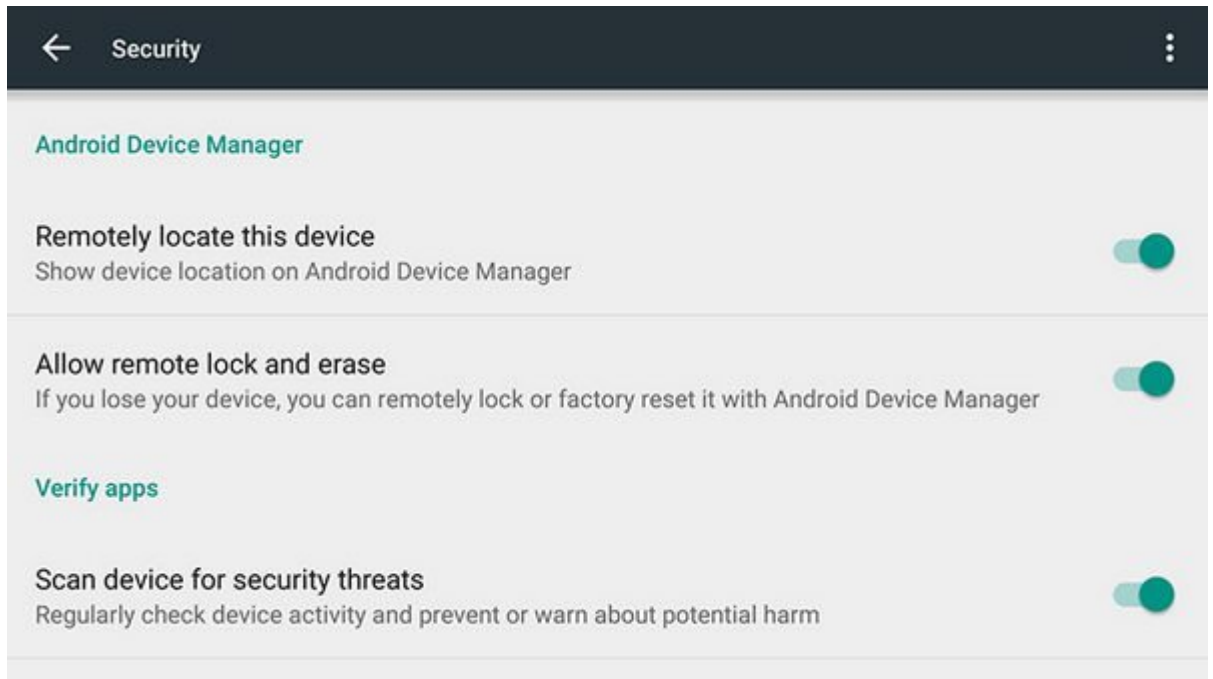 Security
Android Device Manager
Remotely locate this device
Show device location on Android Device Manager
Allow remote lock and erase
If you lose your device, you can remotely lock or factory reset it with Android Device Manager
Verify apps
Scan device for security threats
Regularly check device activity and prevent or warn about potential harm